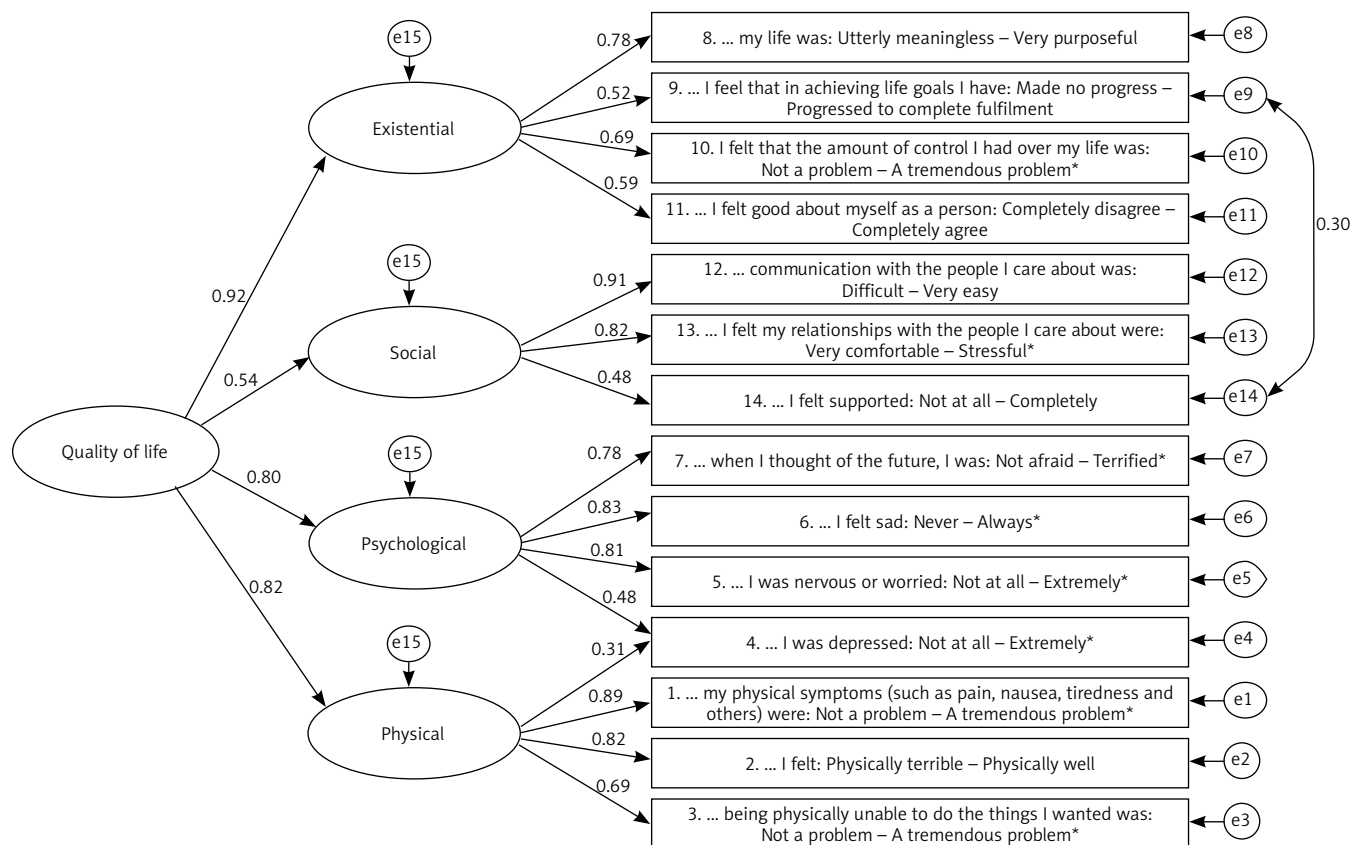 e15
0.78
8. ... my life was: Utterly meaningless – Very purposeful
e8
Existential
0.52
9. ... I feel that in achieving life goals I have: Made no progress –
Progressed to complete fulfilment
e9
0.69
10. I felt that the amount of control I had over my life was:
Not a problem – A tremendous problem*
e10
0.59
11. ... I felt good about myself as a person: Completely disagree –
Completely agree
e11
0.30
0.92
e15
Social
0.91
12. ... communication with the people I care about was:
Difficult – Very easy
e12
0.82
13. ... I felt my relationships with the people I care about were:
Very comfortable – Stressful*
e13
0.54
0.48
14. ... I felt supported: Not at all – Completely
e14
Quality of life
0.80
e15
Psychological
0.78
7. ... when I thought of the future, I was: Not afraid – Terrified*
e7
0.83
6. ... I felt sad: Never – Always*
e6
0.81
5. ... I was nervous or worried: Not at all – Extremely*
e5
0.48
0.82
e15
Physical
0.31
4. ... I was depressed: Not at all – Extremely*
e4
0.89
1. ... my physical symptoms (such as pain, nausea, tiredness and
others) were: Not a problem – A tremendous problem*
e1
0.82
2. ... I felt: Physically terrible – Physically well
e2
0.69
3. ... being physically unable to do the things I wanted was:
Not a problem – A tremendous problem*
e3